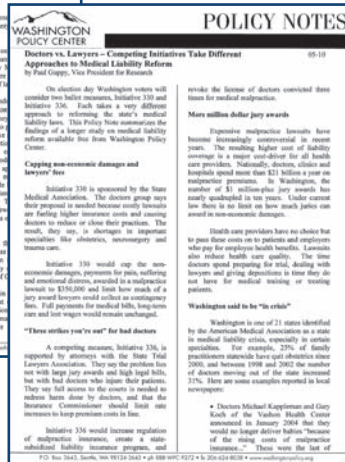 WASHINGTON
POLICY CENTER
POLICY NOTES
Doctors vs. Lawyers – Competing Initiatives Take Different
Approaches to Medical Liability Reform
05-10
by Paul Guppy, Vice President for Research
On election day Washington voters will
consider two ballot measures, Initiative 330 and
Initiative 336. Each takes a very different
approach to reforming the state's medical
liability laws. This Policy Note summarizes the
findings of a longer study on medical liability
reform available free from Washington Policy
Center.
Capping non-economic damages and
lawyers' fees
Initiative 330 is sponsored by the State
Medical Association. The doctors group says
their proposal is needed because costly lawsuits
are fueling higher insurance costs and causing
doctors to reduce or close their practices. The
result, they say, is shortages in important
specialties like obstetrics, neurosurgery and
trauma care.
Initiative 330 would cap the non-
economic damages, payments for pain, suffering
and emotional distress, awarded in a malpractice
lawsuit to $350,000 and limit how much of a
jury award lawyers could collect as contingency
fees. Full payments for medical bills, long-term
care and lost wages would remain unchanged.
"Three strikes you're out" for bad doctors
A competing measure, Initiative 336, is
supported by attorneys with the State Trial
Lawyers Association. They say the problem lies
not with large jury awards and high legal bills,
but with bad doctors who injure their patients.
They say full access to the courts is needed to
redress harm done by doctors, and that the
Insurance Commissioner should limit rate
increases to keep premium costs in line.
Initiative 336 would increase regulation
of malpractice insurance, create a state-
subsidized liability insurance program, and
revoke the license of doctors convicted three
times for medical malpractice.
More million dollar jury awards
Expensive malpractice lawsuits have
become increasingly controversial in recent
years. The resulting higher cost of liability
coverage is a major cost-driver for all health
care providers. Nationally, doctors, clinics and
hospitals spend more than $21 billion a year on
malpractice premiums. In Washington, the
number of $1 million-plus jury awards has
nearly quadrupled in ten years. Under current
law there is no limit on how much juries can
award in non-economic damages.
Health care providers have no choice but
to pass these costs on to patients and employers
who pay for employee health benefits. Lawsuits
also reduce health care quality. The time
doctors spend preparing for trial, dealing with
lawyers and giving depositions is time they do
not have for medical training or treating
patients.
Washington said to be "in crisis"
Washington is one of 21 states identified
by the American Medical Association as a state
in medical liability crisis, especially in certain
specialties. For example, 25% of family
practitioners statewide have quit obstetrics since
2000, and between 1998 and 2002 the number
of doctors moving out of the state increased
31%. Here are some examples reported in local
newspapers:
• Doctors Michael Kappleman and Gary
Koch of the Vashon Health Center
announced in January 2004 that they
would no longer deliver babies "because
of the rising costs of malpractice
insurance..." These were the last of
P.O. Box 3643, Seattle, WA 98124-3643 • ph 888-WPC-9272 • fx 206-624-8038 • www.washingtonpolicy.org